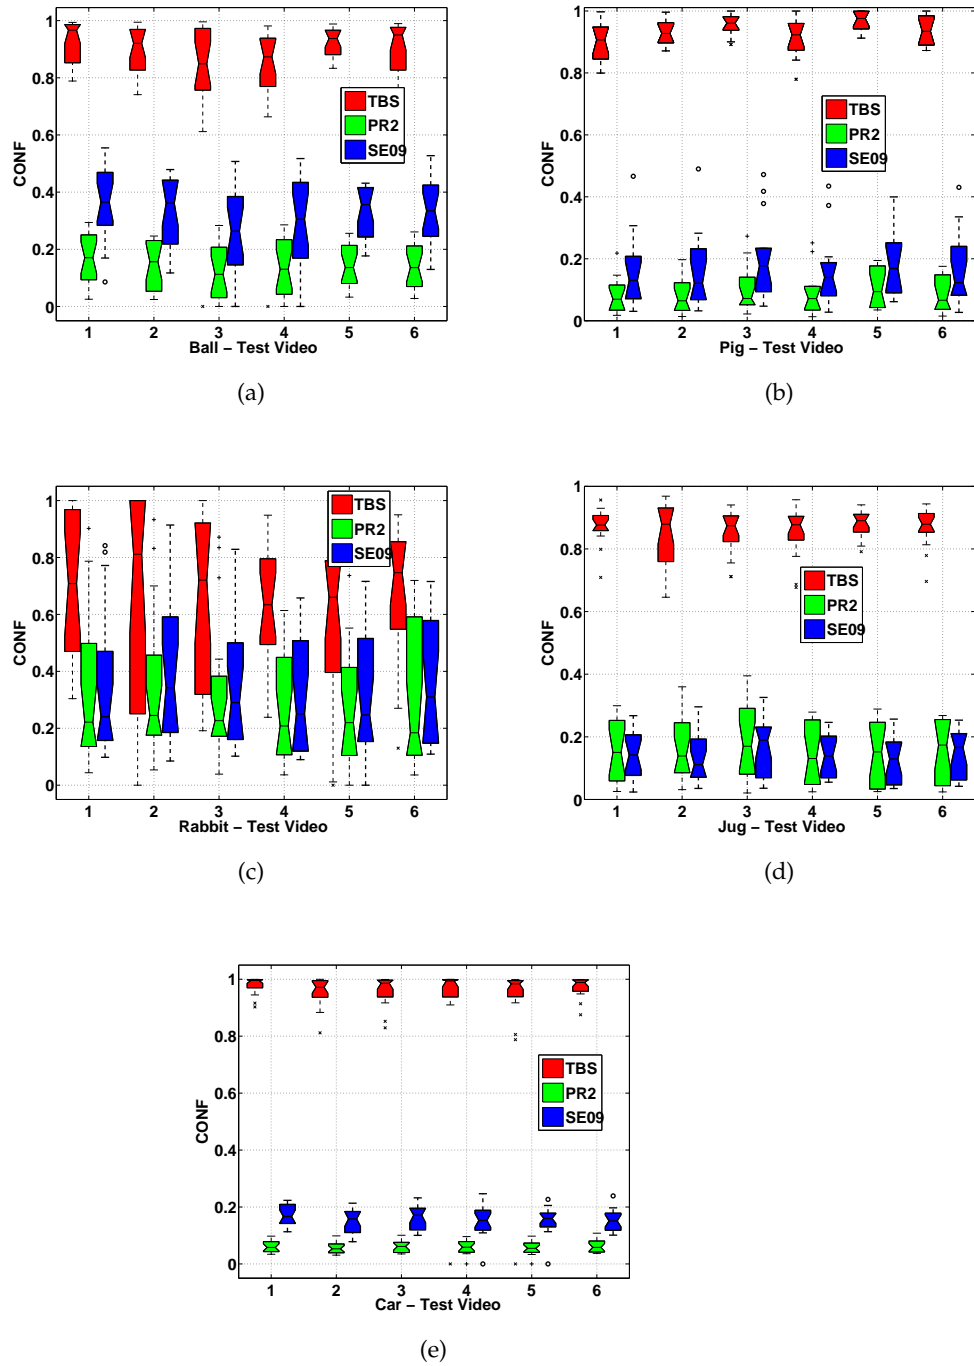 1
0.8
0.6
0.4
0.2
0
CONF
TBS
PR2
SE09
1 2 3 4 5 6
Ball – Test Video
(a)
1
0.8
0.6
0.4
0.2
0
CONF
TBS
PR2
SE09
1 2 3 4 5 6
Pig – Test Video
(b)
1
0.8
0.6
0.4
0.2
0
CONF
TBS
PR2
SE09
1 2 3 4 5 6
Rabbit – Test Video
(c)
1
0.8
0.6
0.4
0.2
0
CONF
TBS
PR2
SE09
1 2 3 4 5 6
Jug – Test Video
(d)
1
0.8
0.6
0.4
0.2
0
CONF
TBS
PR2
SE09
1 2 3 4 5 6
Car – Test Video
(e)